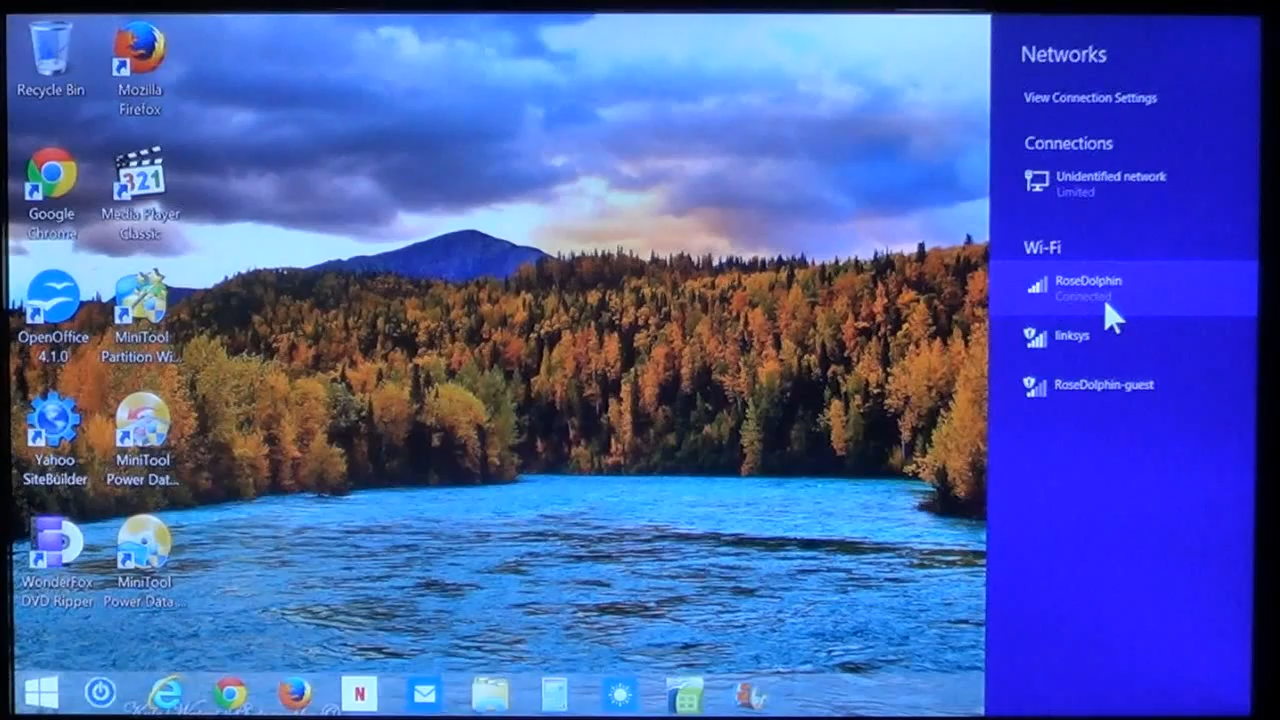 Recycle Bin
Mozilla
Firefox
Google
Chrome
321
Media Player
Classic
OpenOffice
4.1.0
MiniTool
Partition Wi...
Yahoo
SiteBuilder
MiniTool
Power Dat...
WonderFox
DVD Ripper
MiniTool
Power Data ...
N
Networks
View Connection Settings
Connections
Unidentified network
Limited
Wi-Fi
RoseDolphin
Connected
linksys
RoseDolphin-guest